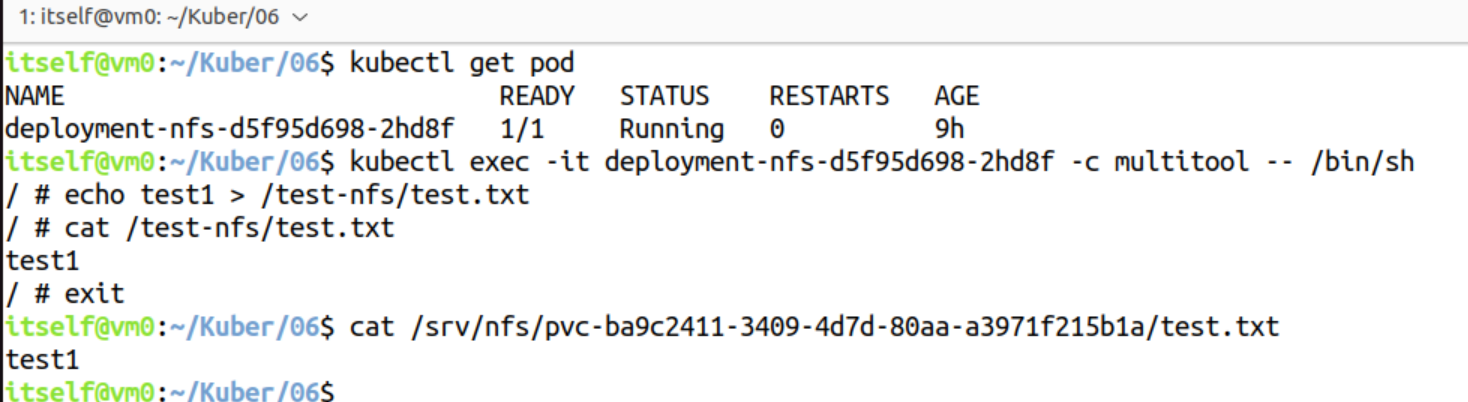 1: itself@vm0: ~/Kuber/06
itself@vm0:~/Kuber/06$ kubectl get pod
NAME                             READY   STATUS    RESTARTS   AGE
deployment-nfs-d5f95d698-2hd8f   1/1     Running   0          9h
itself@vm0:~/Kuber/06$ kubectl exec -it deployment-nfs-d5f95d698-2hd8f -c multitool -- /bin/sh
/ # echo test1 > /test-nfs/test.txt
/ # cat /test-nfs/test.txt
test1
/ # exit
itself@vm0:~/Kuber/06$ cat /srv/nfs/pvc-ba9c2411-3409-4d7d-80aa-a3971f215b1a/test.txt
test1
itself@vm0:~/Kuber/06$